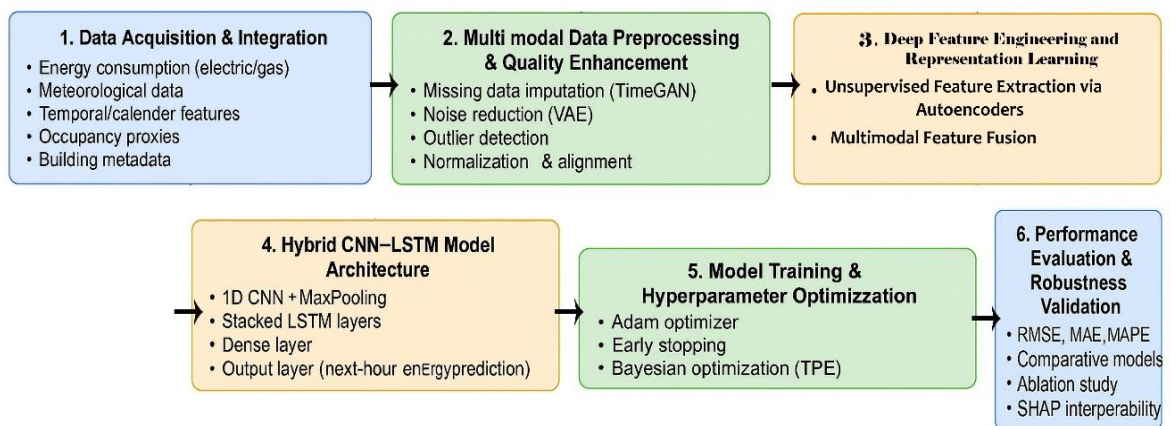 1. Data Acquisition & Integration
• Energy consumption (electric/gas)
• Meteorological data
• Temporal/calender features
• Occupancy proxies
• Building metadata
2. Multi modal Data Preprocessing
& Quality Enhancement
• Missing data imputation (TimeGAN)
• Noise reduction (VAE)
• Outlier detection
• Normalization & alignment
3. Deep Feature Engineering and
Representation Learning
• Unsupervised Feature Extraction via
Autoencoders
• Multimodal Feature Fusion
4. Hybrid CNN–LSTM Model
Architecture
• 1D CNN + MaxPooling
• Stacked LSTM layers
• Dense layer
• Output layer (next-hour enErgyprediction)
5. Model Training &
Hyperparameter Optimizzation
• Adam optimizer
• Early stopping
• Bayesian optimization (TPE)
6. Performance
Evaluation &
Robustness
Validation
• RMSE, MAE,MAPE
• Comparative models
• Ablation study
• SHAP interperability